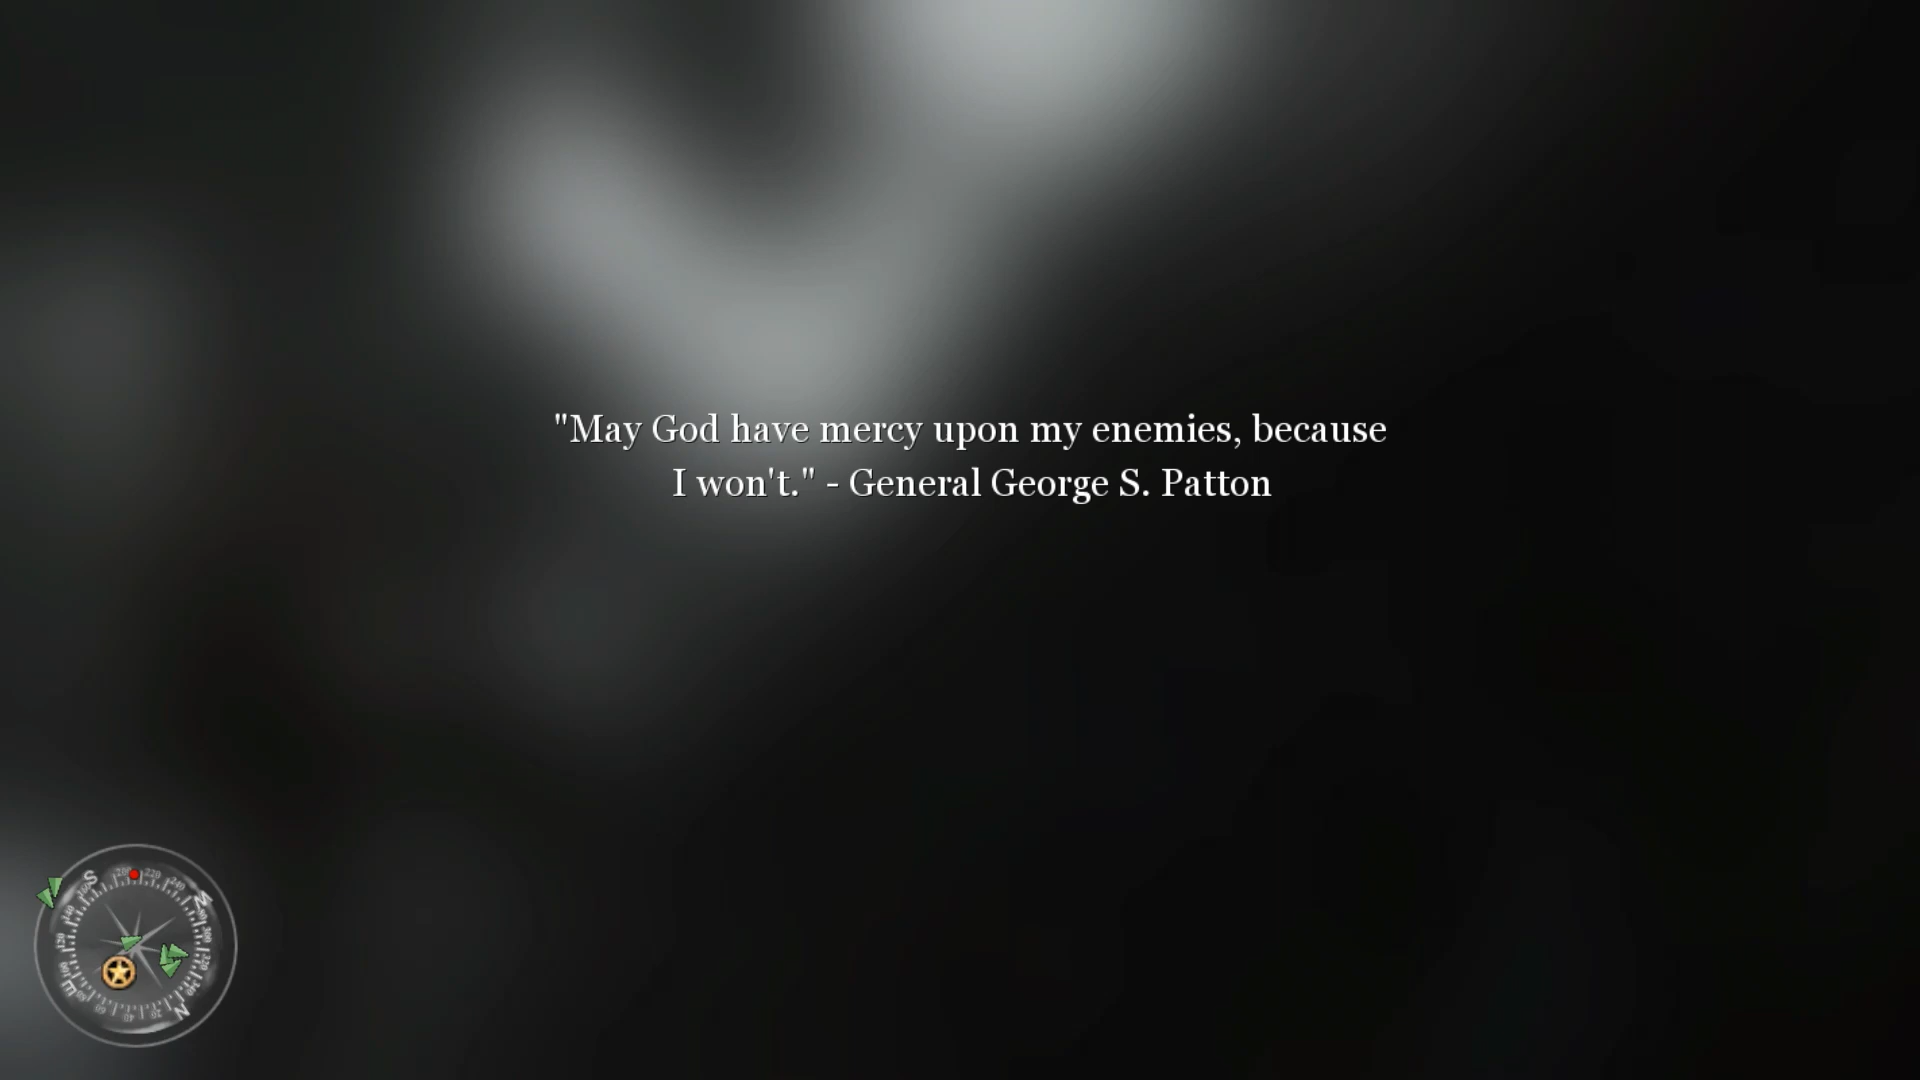 "May God have mercy upon my enemies, because
I won't." - General George S. Patton
S
W
N
E